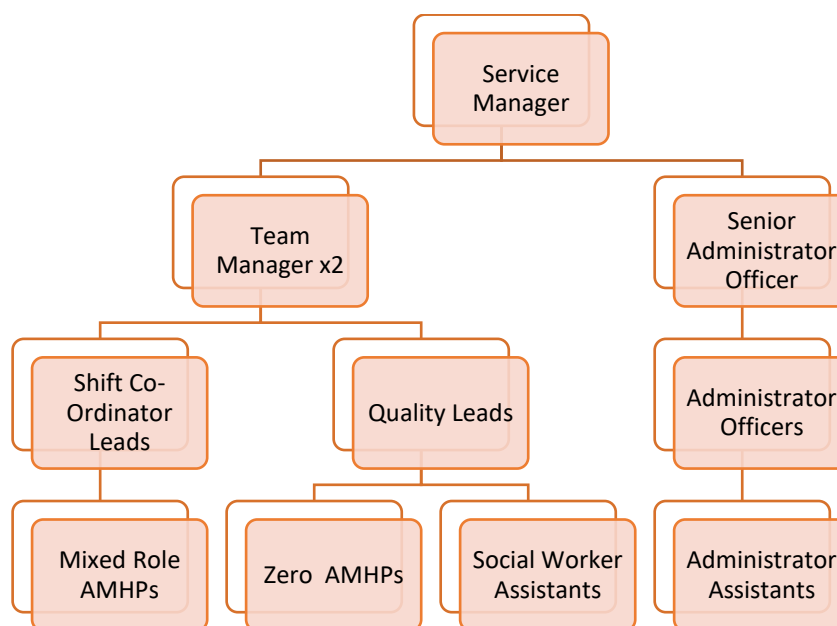 Service
Manager
Team
Manager x2
Senior
Administrator
Officer
Shift Co-
Ordinator
Leads
Quality Leads
Administrator
Officers
Mixed Role
AMHPs
Zero AMHPs
Social Worker
Assistants
Administrator
Assistants